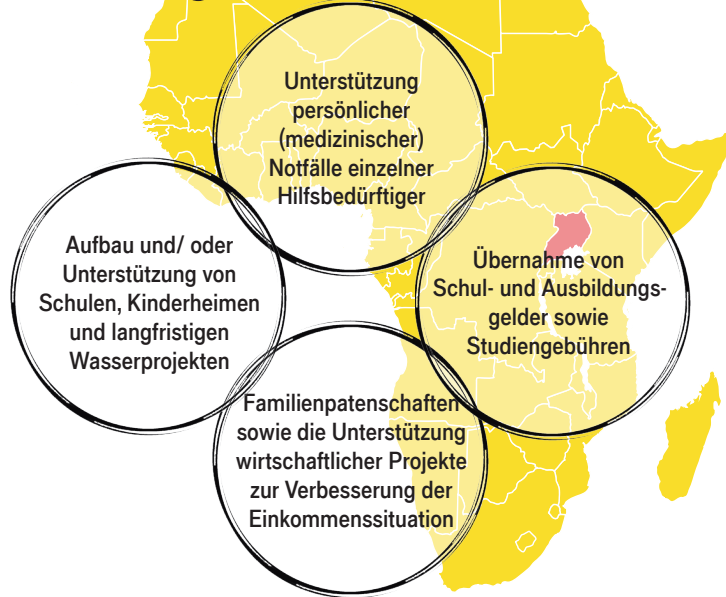 Unterstützung
persönlicher
(medizinischer)
Notfälle einzelner
Hilfsbedürftiger
Aufbau und/ oder
Unterstützung von
Schulen, Kinderheimen
und langfristigen
Wasserprojekten
Übernahme von
Schul- und Ausbildungs-
gelder sowie
Studiengebühren
Familienpatenschaften
sowie die Unterstützung
wirtschaftlicher Projekte
zur Verbesserung der
Einkommenssituation